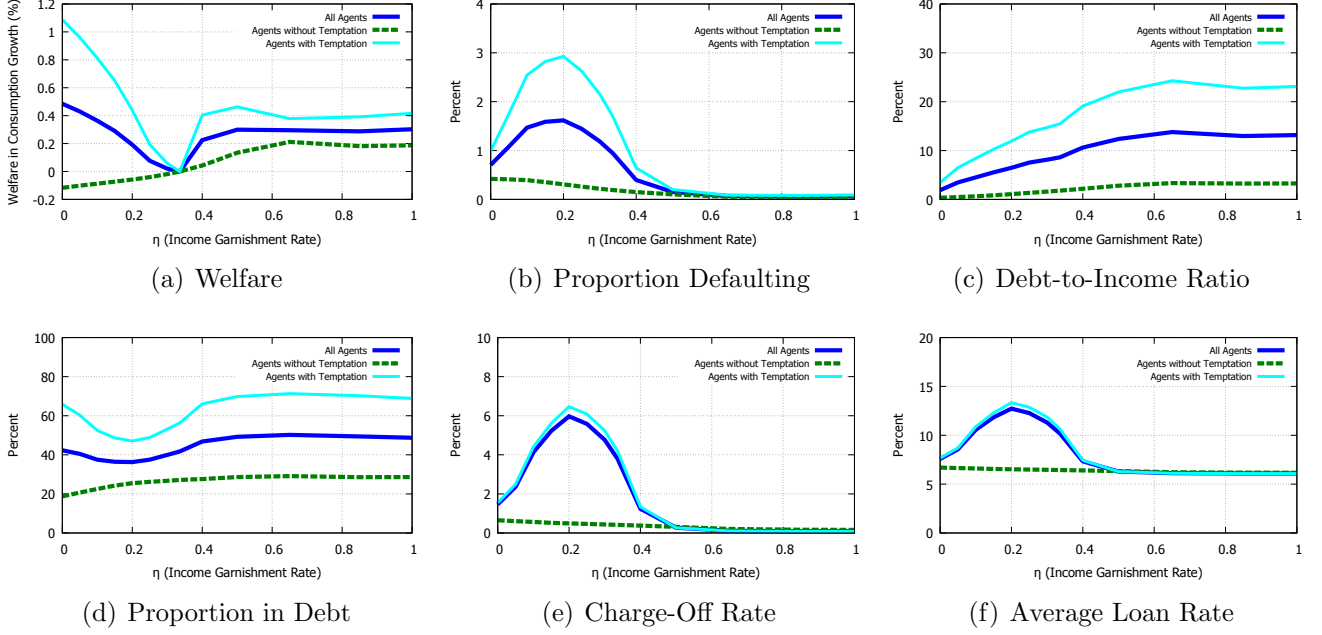 Welfare in Consumption Growth (%)
1.2
1
0.8
0.6
0.4
0.2
0
-0.2
All Agents
Agents without Temptation
Agents with Temptation
0 0.2 0.4 0.6 0.8 1
η (Income Garnishment Rate)
(a) Welfare
Percent
4
3
2
1
0
All Agents
Agents without Temptation
Agents with Temptation
0 0.2 0.4 0.6 0.8 1
η (Income Garnishment Rate)
(b) Proportion Defaulting
Percent
40
30
20
10
0
All Agents
Agents without Temptation
Agents with Temptation
0 0.2 0.4 0.6 0.8 1
η (Income Garnishment Rate)
(c) Debt-to-Income Ratio
Percent
100
80
60
40
20
0
All Agents
Agents without Temptation
Agents with Temptation
0 0.2 0.4 0.6 0.8 1
η (Income Garnishment Rate)
(d) Proportion in Debt
Percent
10
8
6
4
2
0
All Agents
Agents without Temptation
Agents with Temptation
0 0.2 0.4 0.6 0.8 1
η (Income Garnishment Rate)
(e) Charge-Off Rate
Percent
20
15
10
5
0
All Agents
Agents without Temptation
Agents with Temptation
0 0.2 0.4 0.6 0.8 1
η (Income Garnishment Rate)
(f) Average Loan Rate